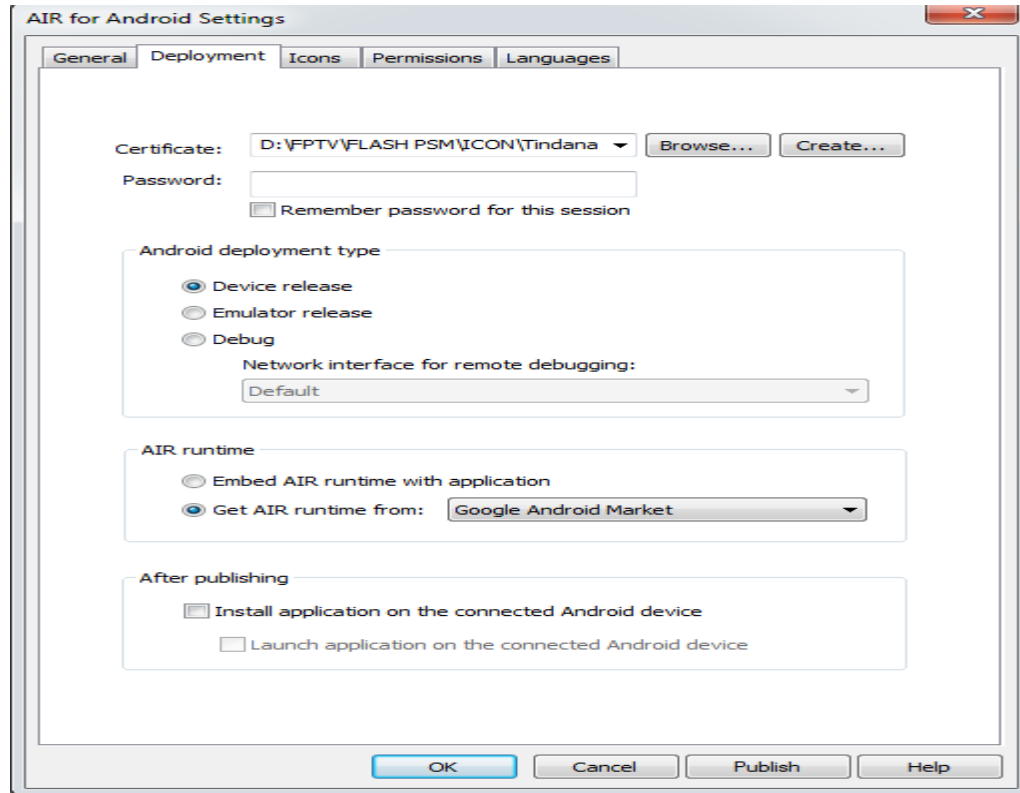 AIR for Android Settings
General Deployment Icons Permissions Languages
Certificate: D:\FPTV\FLASH PSM\ICON\Tindana Browse... Create...
Password:
Remember password for this session
Android deployment type
Device release
Emulator release
Debug
Network interface for remote debugging:
Default
AIR runtime
Embed AIR runtime with application
Get AIR runtime from: Google Android Market
After publishing
Install application on the connected Android device
Launch application on the connected Android device
OK Cancel Publish Help